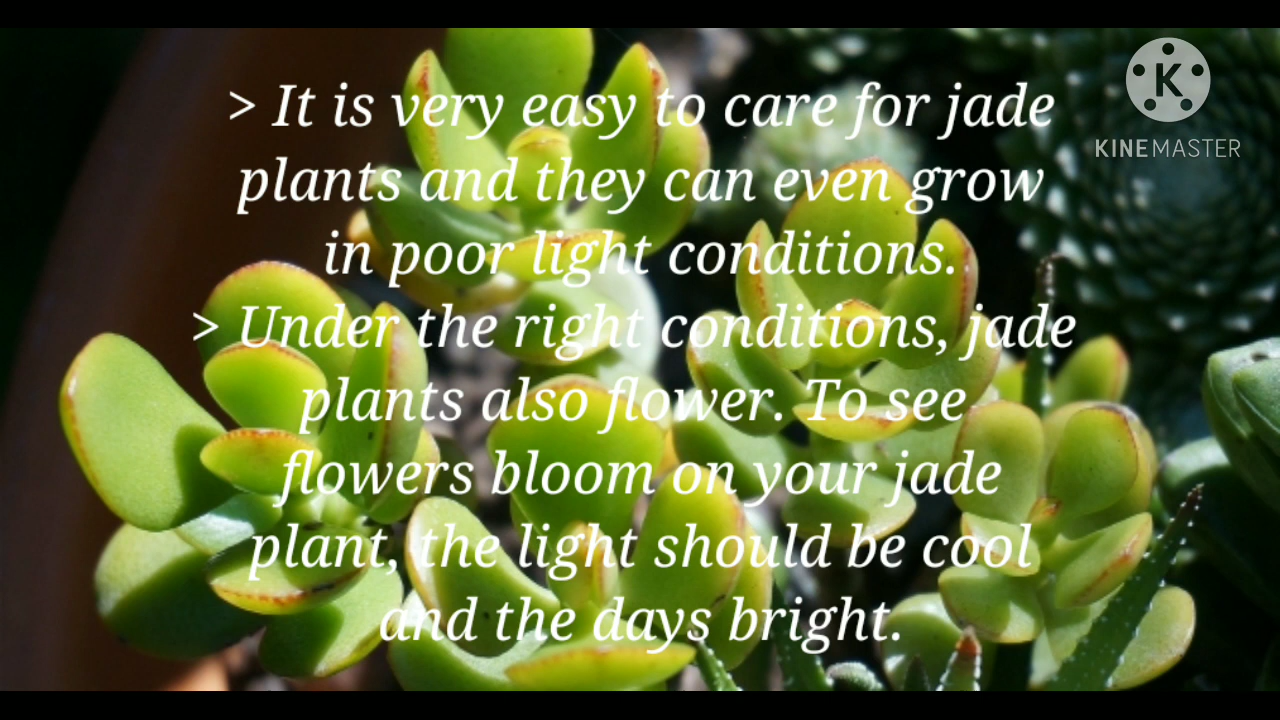 > It is very easy to care for jade
plants and they can even grow
in poor light conditions.
> Under the right conditions, jade
plants also flower. To see
flowers bloom on your jade
plant, the light should be cool
and the days bright.
K
KINEMASTER